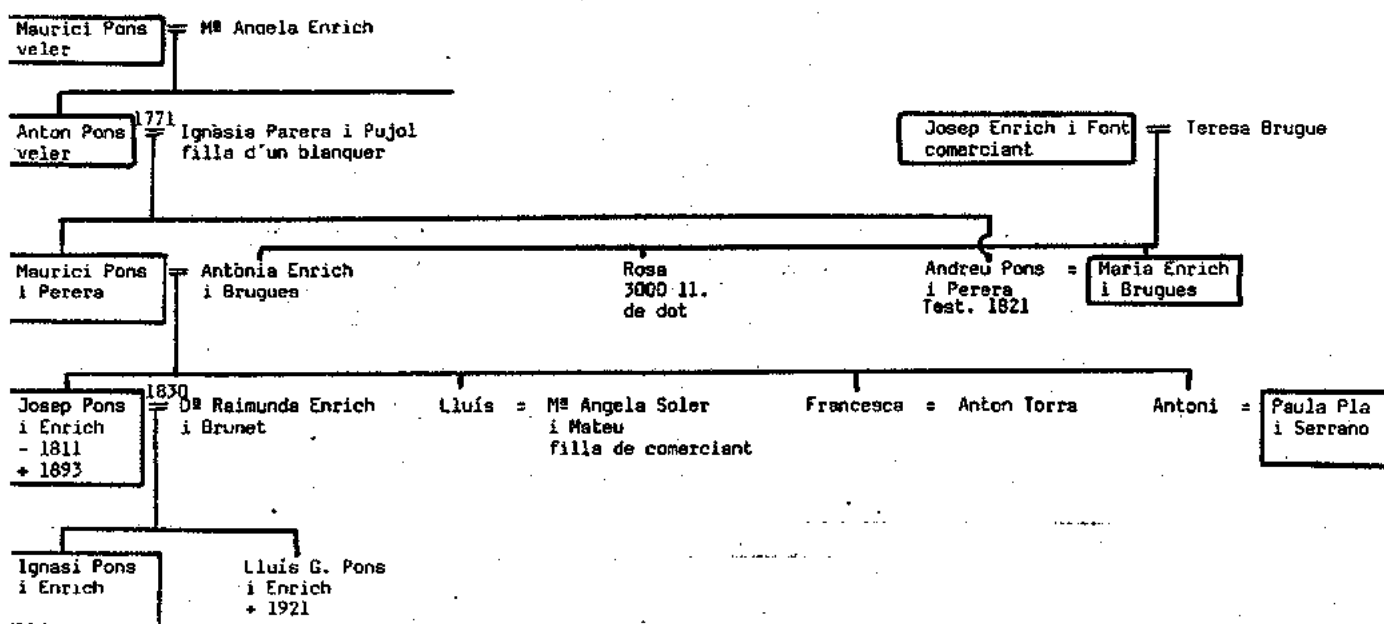 Maurici Pons = Mª Angela Enrich
veler
1771
Anton Pons = Ignàsia Parera i Pujol
veler
filla d'un blanquer
Josep Enrich i Font = Teresa Brugue
comerciant
Maurici Pons = Antònia Enrich
i Perera
i Brugues
Rosa
3000 ll.
de dot
Andreu Pons = Maria Enrich
i Perera
i Brugues
Test. 1821
1830
Josep Pons = Dª Raimunda Enrich
i Enrich
i Brunet
- 1811
+ 1893
Lluís = Mª Angela Soler
i Mateu
filla de comerciant
Francesca = Anton Torra
Antoni = Paula Pla
i Serrano
Ignasi Pons
i Enrich
Lluís G. Pons
i Enrich
+ 1921